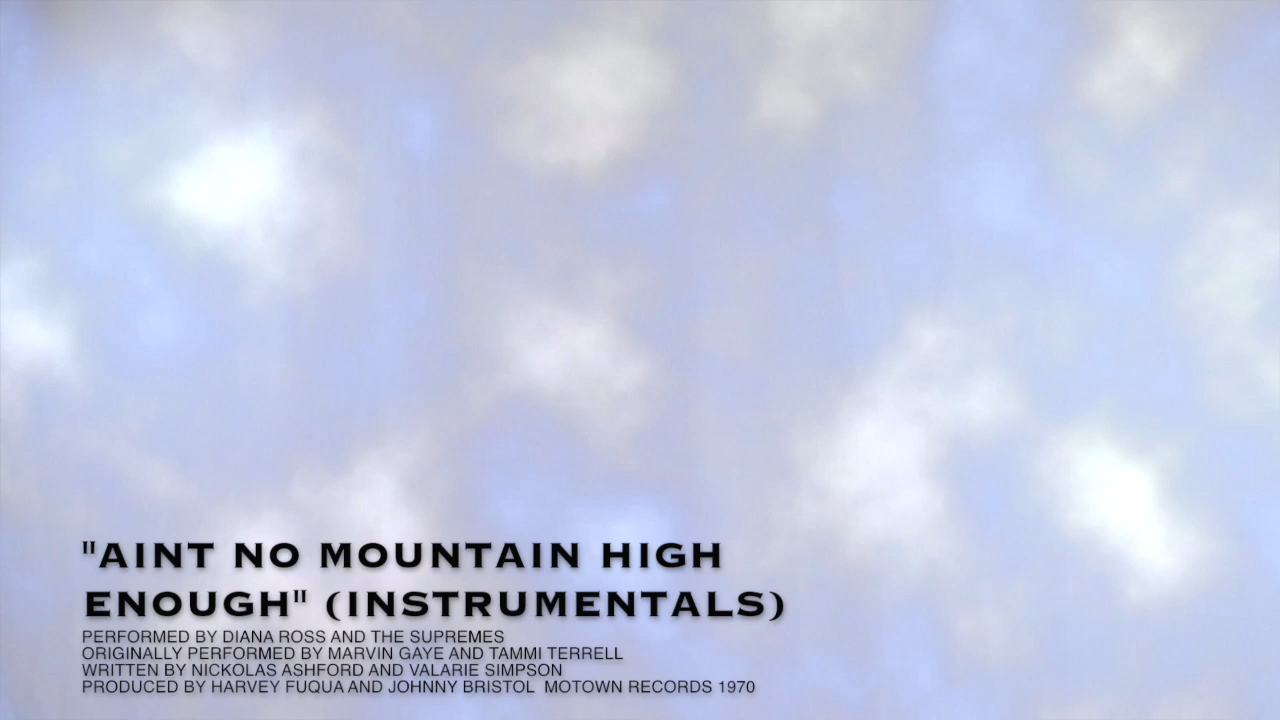 "AINT NO MOUNTAIN HIGH
ENOUGH" (INSTRUMENTALS)
PERFORMED BY DIANA ROSS AND THE SUPREMES
ORIGINALLY PERFORMED BY MARVIN GAYE AND TAMMI TERRELL
WRITTEN BY NICKOLAS ASHFORD AND VALARIE SIMPSON
PRODUCED BY HARVEY FUQUA AND JOHNNY BRISTOL  MOTOWN RECORDS 1970